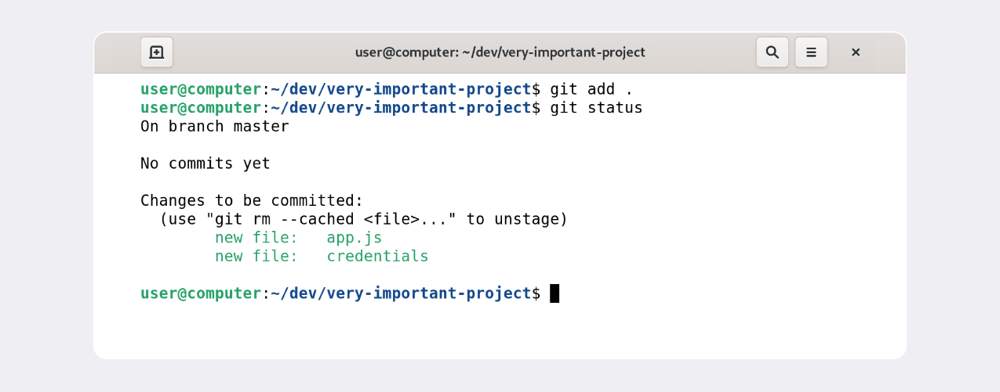 user@computer: ~/dev/very-important-project
user@computer:~/dev/very-important-project$ git add .
user@computer:~/dev/very-important-project$ git status
On branch master
No commits yet
Changes to be committed:
  (use "git rm --cached <file>..." to unstage)
        new file:   app.js
        new file:   credentials
user@computer:~/dev/very-important-project$